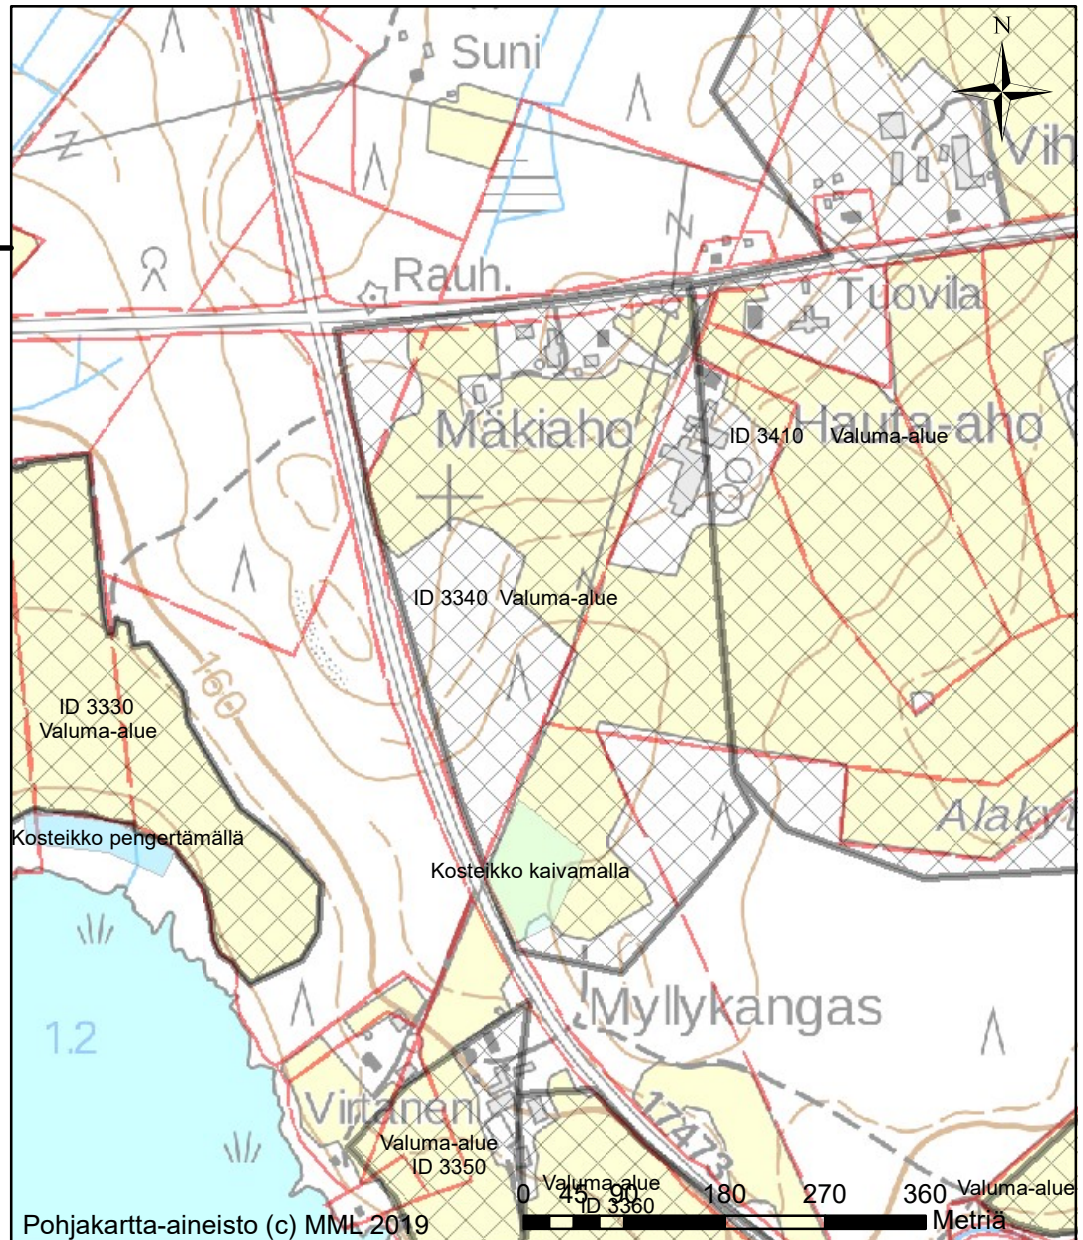 Suni
N
Vih
Z
Rauh.
N
Tuovila
Mäkiaho
ID 3410 Valuma-alue
Hauta-aho
ID 3340 Valuma-alue
N
160
ID 3330
Valuma-alue
Alakyt
Kosteikko pengertämällä
Kosteikko kaivamalla
Myllykangas
1.2
Virtanen
17473
Valuma-alue
ID 3350
Valuma-alue
ID 3360
Valuma-alue
0 45 90 180 270 360
Metriä
Pohjakartta-aineisto (c) MML 2019